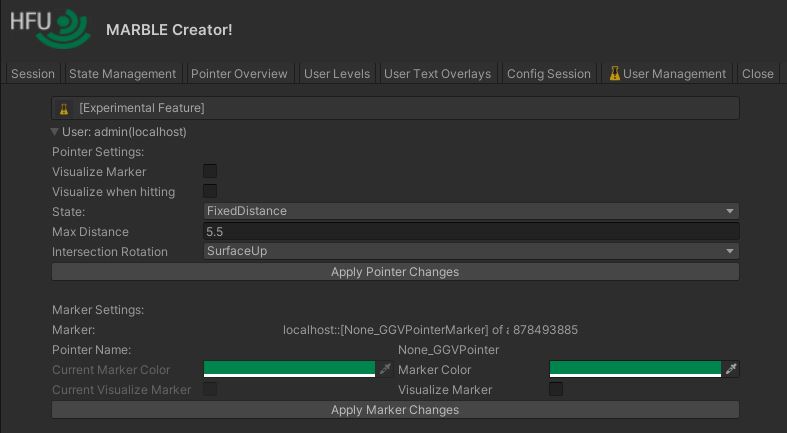 HFU
MARBLE Creator!
Session State Management Pointer Overview User Levels User Text Overlays Config Session User Management Close
[Experimental Feature]
User: admin(localhost)
Pointer Settings:
Visualize Marker
Visualize when hitting
State: FixedDistance
Max Distance 5.5
Intersection Rotation SurfaceUp
Apply Pointer Changes
Marker Settings:
Marker: localhost::[None_GGVPointerMarker] of 878493885
Pointer Name: None_GGVPointer
Current Marker Color Marker Color
Current Visualize Marker Visualize Marker
Apply Marker Changes